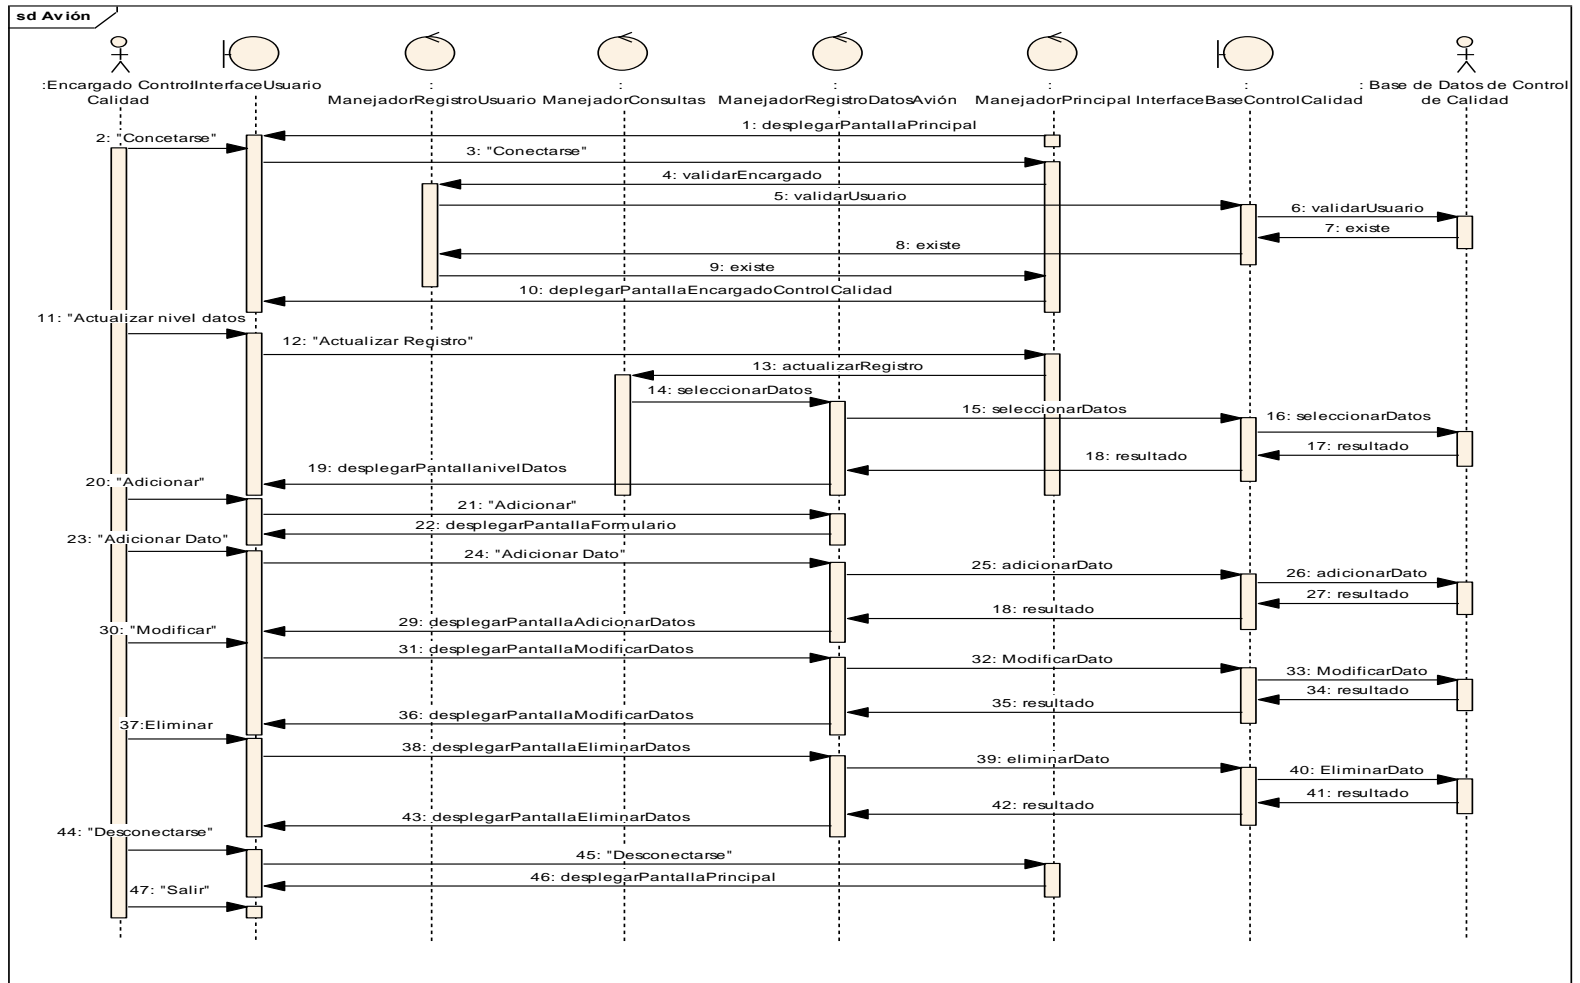 sd Avión
:Encargado Control
Calidad
:InterfaceUsuario
:
ManejadorRegistroUsuario
:
ManejadorConsultas
:
ManejadorRegistroDatosAvión
:
ManejadorPrincipal
:
InterfaceBaseControlCalidad
: Base de Datos de Control
de Calidad
1: desplegarPantallaPrincipal
2: "Concetarse"
3: "Conectarse"
4: validarEncargado
5: validarUsuario
6: validarUsuario
7: existe
8: existe
9: existe
10: deplegarPantallaEncargadoControlCalidad
11: "Actualizar nivel datos
12: "Actualizar Registro"
13: actualizarRegistro
14: seleccionarDatos
15: seleccionarDatos
16: seleccionarDatos
17: resultado
18: resultado
19: desplegarPantallanivelDatos
20: "Adicionar"
21: "Adicionar"
22: desplegarPantallaFormulario
23: "Adicionar Dato"
24: "Adicionar Dato"
25: adicionarDato
26: adicionarDato
27: resultado
18: resultado
29: desplegarPantallaAdicionarDatos
30: "Modificar"
31: desplegarPantallaModificarDatos
32: ModificarDato
33: ModificarDato
34: resultado
35: resultado
36: desplegarPantallaModificarDatos
37:Eliminar
38: desplegarPantallaEliminarDatos
39: eliminarDato
40: EliminarDato
41: resultado
42: resultado
43: desplegarPantallaEliminarDatos
44: "Desconectarse"
45: "Desconectarse"
46: desplegarPantallaPrincipal
47: "Salir"